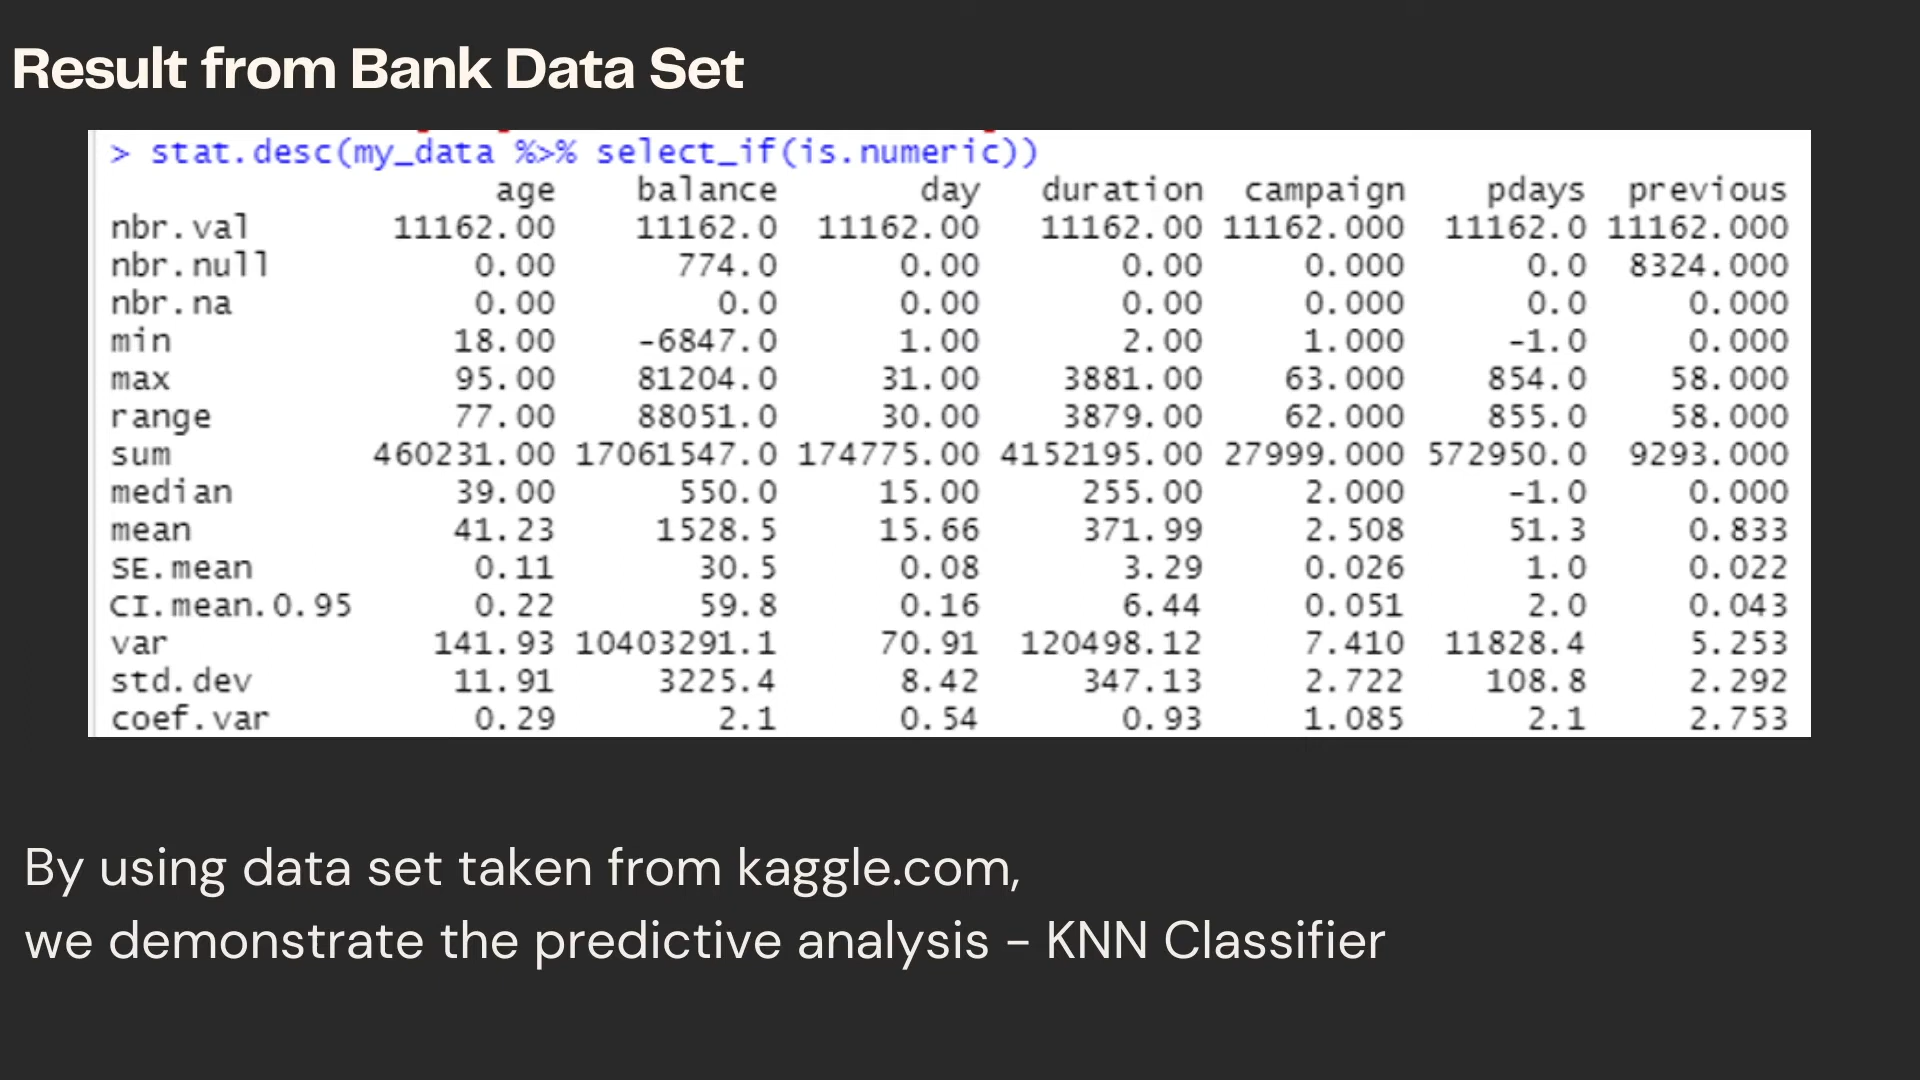 Result from Bank Data Set
> stat.desc(my_data %>% select_if(is.numeric))
age balance day duration campaign pdays previous
nbr.val 11162.00 11162.0 11162.00 11162.00 11162.000 11162.0 11162.000
nbr.null 0.00 774.0 0.00 0.00 0.000 0.0 8324.000
nbr.na 0.00 0.0 0.00 0.00 0.000 0.0 0.000
min 18.00 -6847.0 1.00 2.00 1.000 -1.0 0.000
max 95.00 81204.0 31.00 3881.00 63.000 854.0 58.000
range 77.00 88051.0 30.00 3879.00 62.000 855.0 58.000
sum 460231.00 17061547.0 174775.00 4152195.00 27999.000 572950.0 9293.000
median 39.00 550.0 15.00 255.00 2.000 -1.0 0.000
mean 41.23 1528.5 15.66 371.99 2.508 51.3 0.833
SE.mean 0.11 30.5 0.08 3.29 0.026 1.0 0.022
CI.mean.0.95 0.22 59.8 0.16 6.44 0.051 2.0 0.043
var 141.93 10403291.1 70.91 120498.12 7.410 11828.4 5.253
std.dev 11.91 3225.4 8.42 347.13 2.722 108.8 2.292
coef.var 0.29 2.1 0.54 0.93 1.085 2.1 2.753
By using data set taken from kaggle.com,
we demonstrate the predictive analysis - KNN Classifier